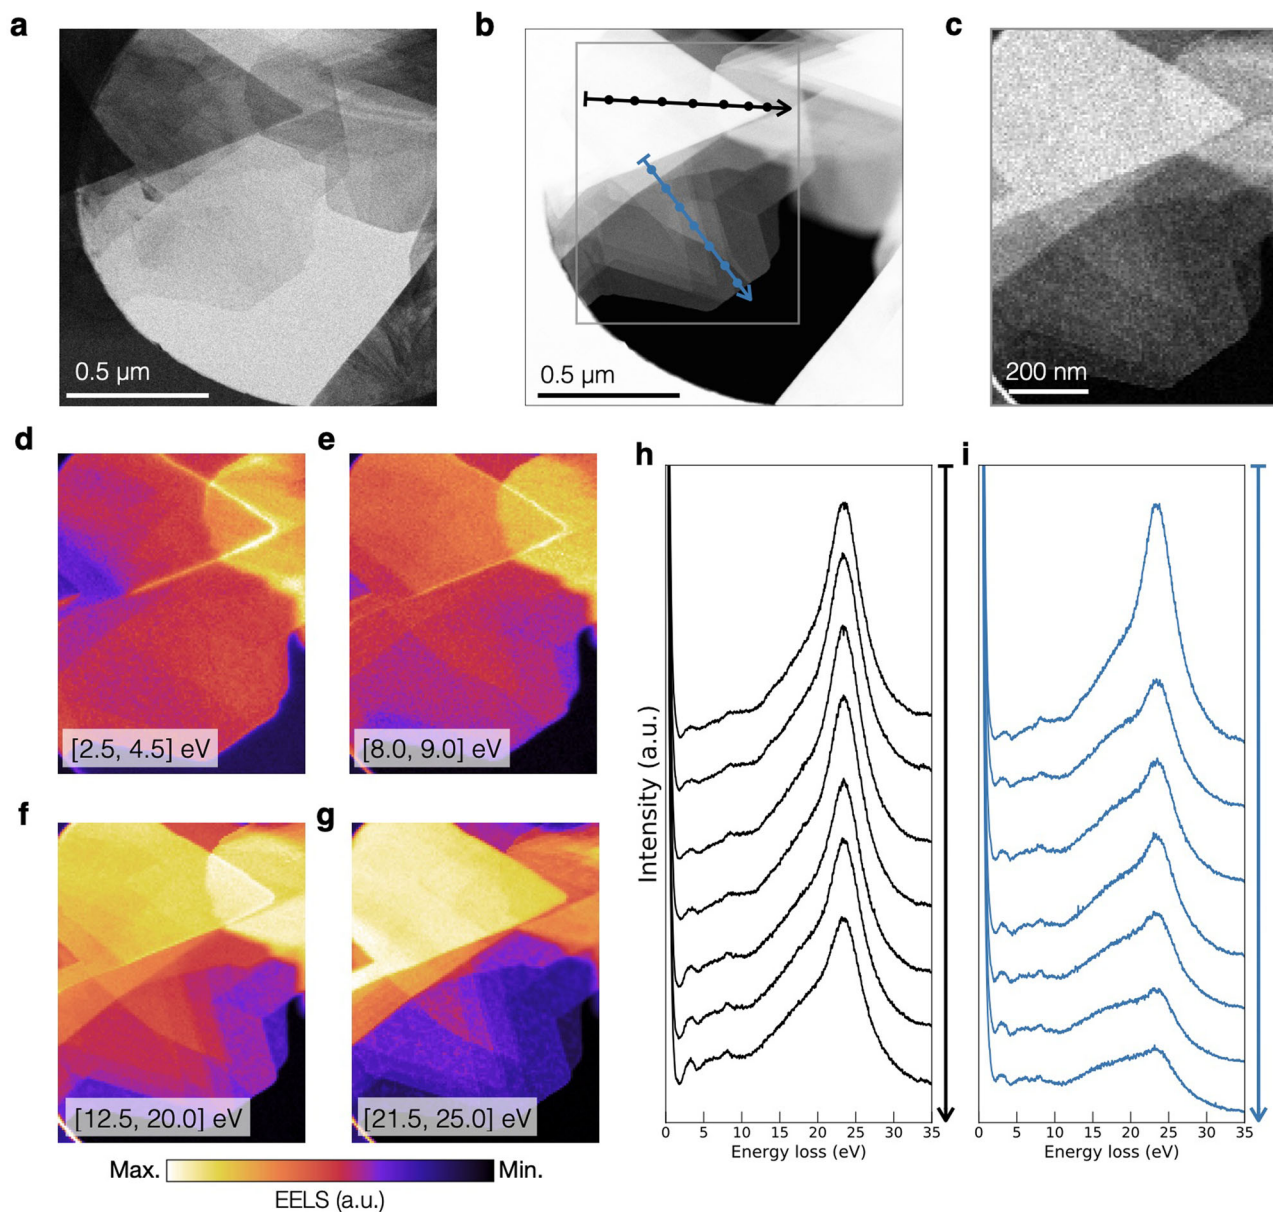 a
b
c
0.5 µm
0.5 µm
200 nm
d
e
h
i
[2.5, 4.5] eV
[8.0, 9.0] eV
f
g
[12.5, 20.0] eV
[21.5, 25.0] eV
Max.
Min.
EELS (a.u.)
Intensity (a.u.)
0 5 10 15 20 25 30 35
Energy loss (eV)
0 5 10 15 20 25 30 35
Energy loss (eV)